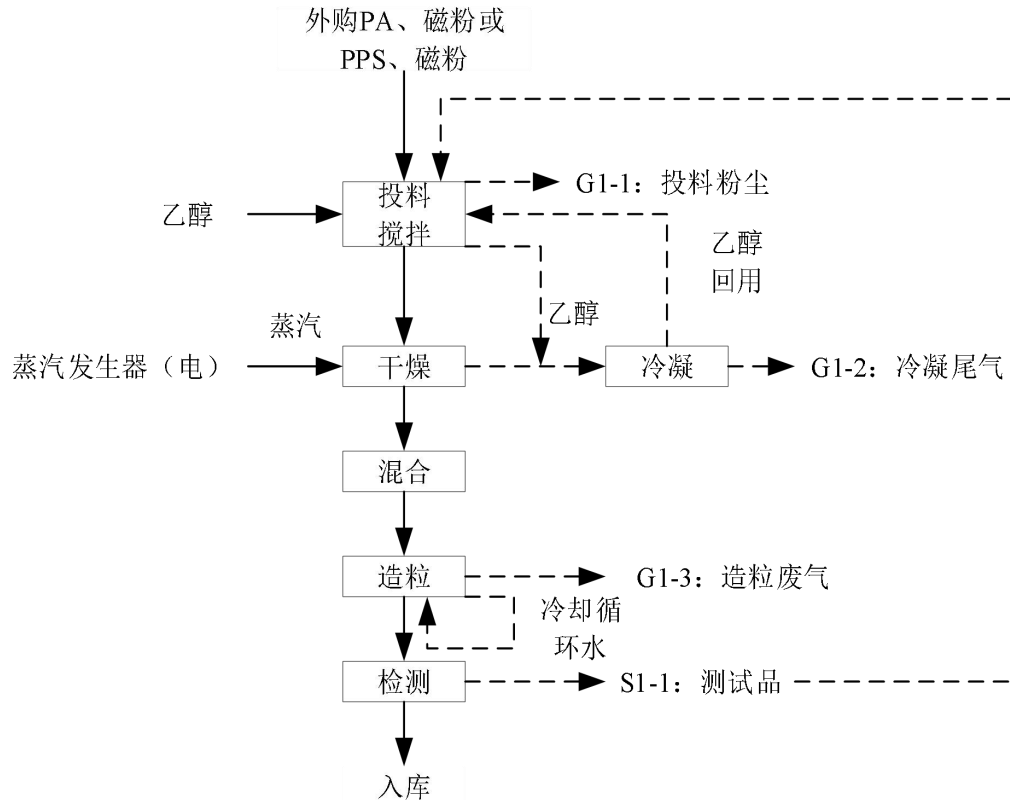 外购PA、磁粉或
PPS、磁粉
G1-1：投料粉尘
投料
搅拌
乙醇
乙醇
回用
乙醇
蒸汽
蒸汽发生器（电）
干燥
冷凝
G1-2：冷凝尾气
混合
造粒
G1-3：造粒废气
冷却循
环水
检测
S1-1：测试品
入库